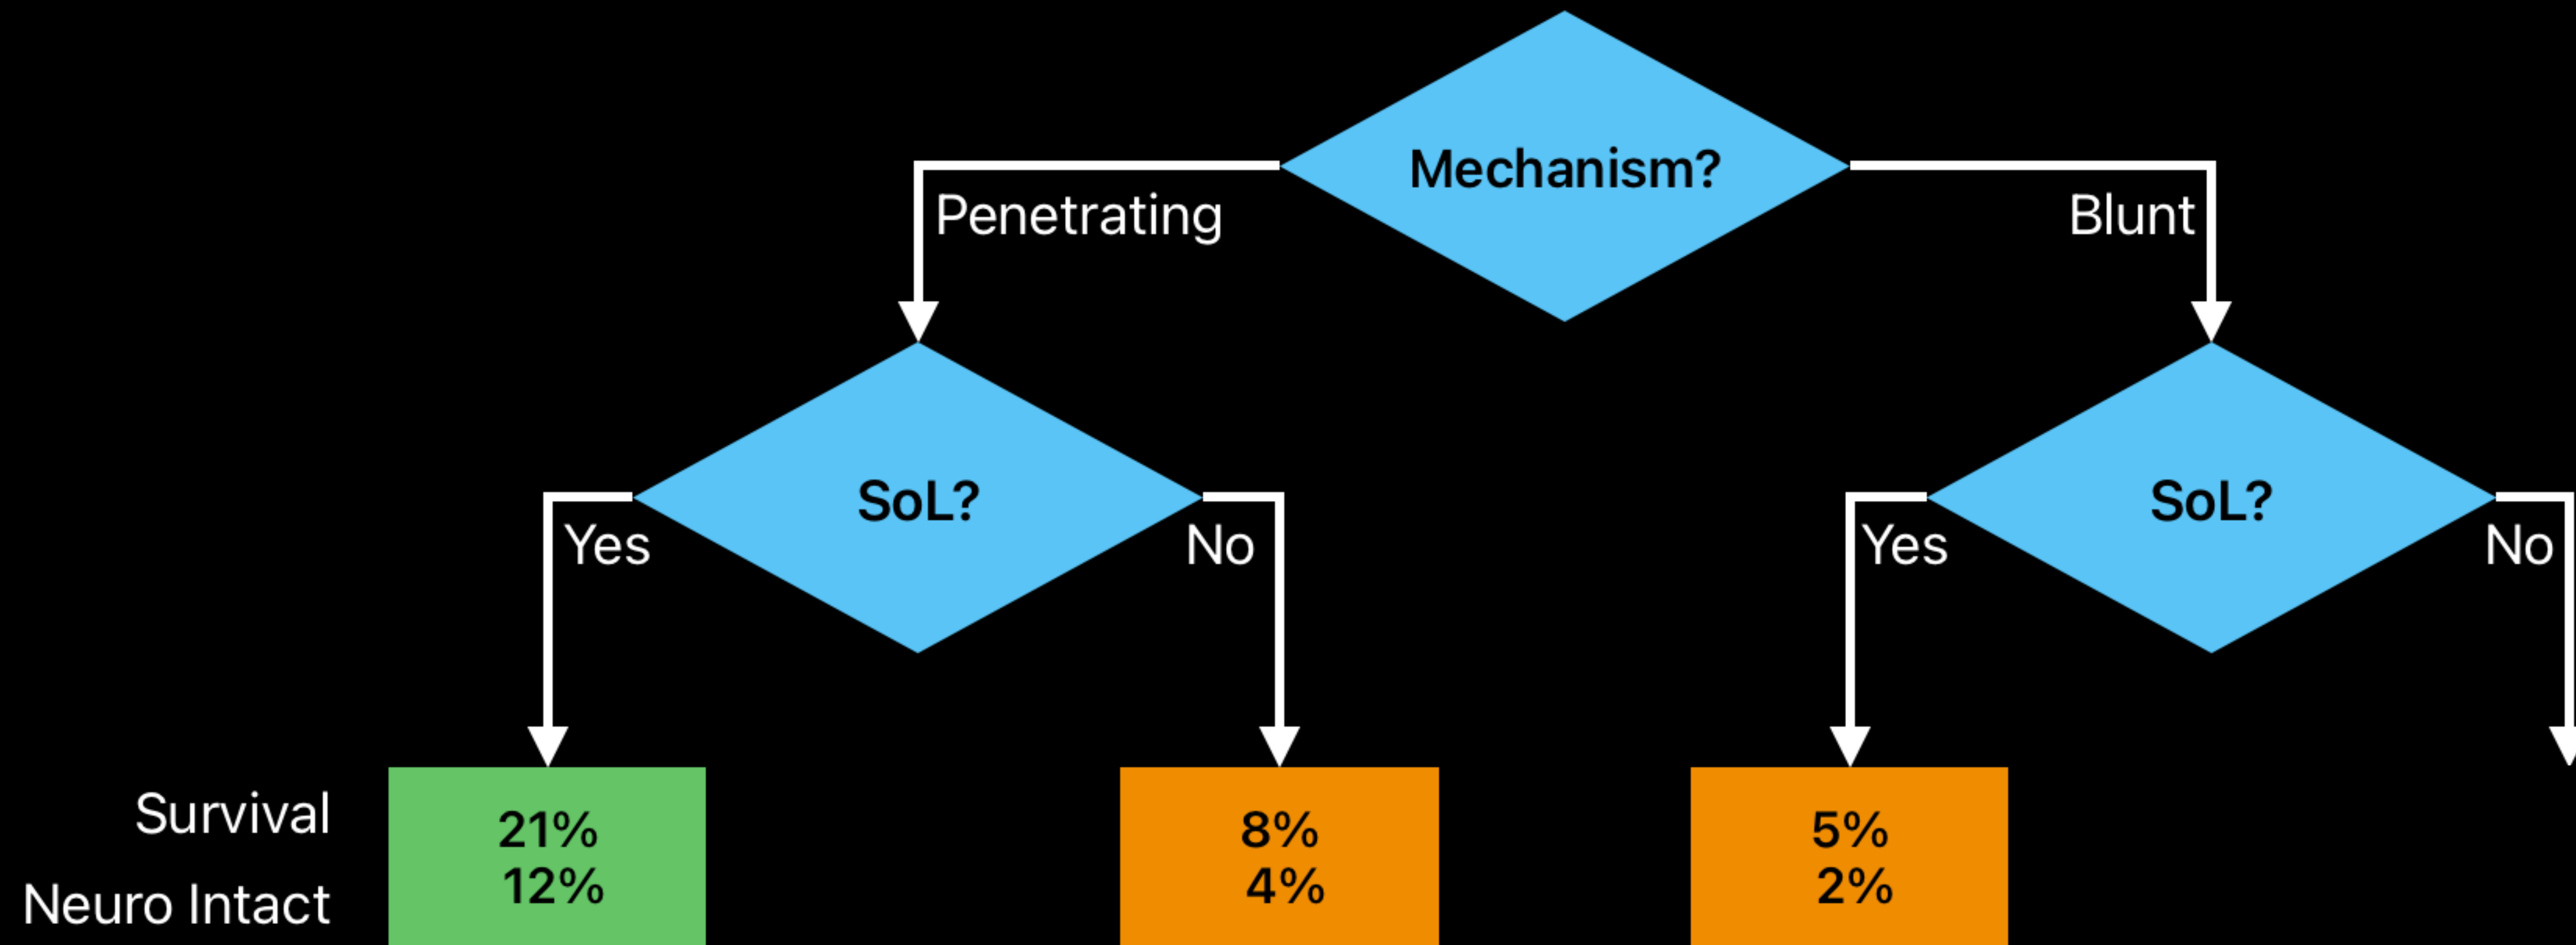 Mechanism?
Penetrating
Blunt
SoL?
SoL?
Yes
No
Yes
No
Survival
21%
8%
5%
Neuro Intact
12%
4%
2%